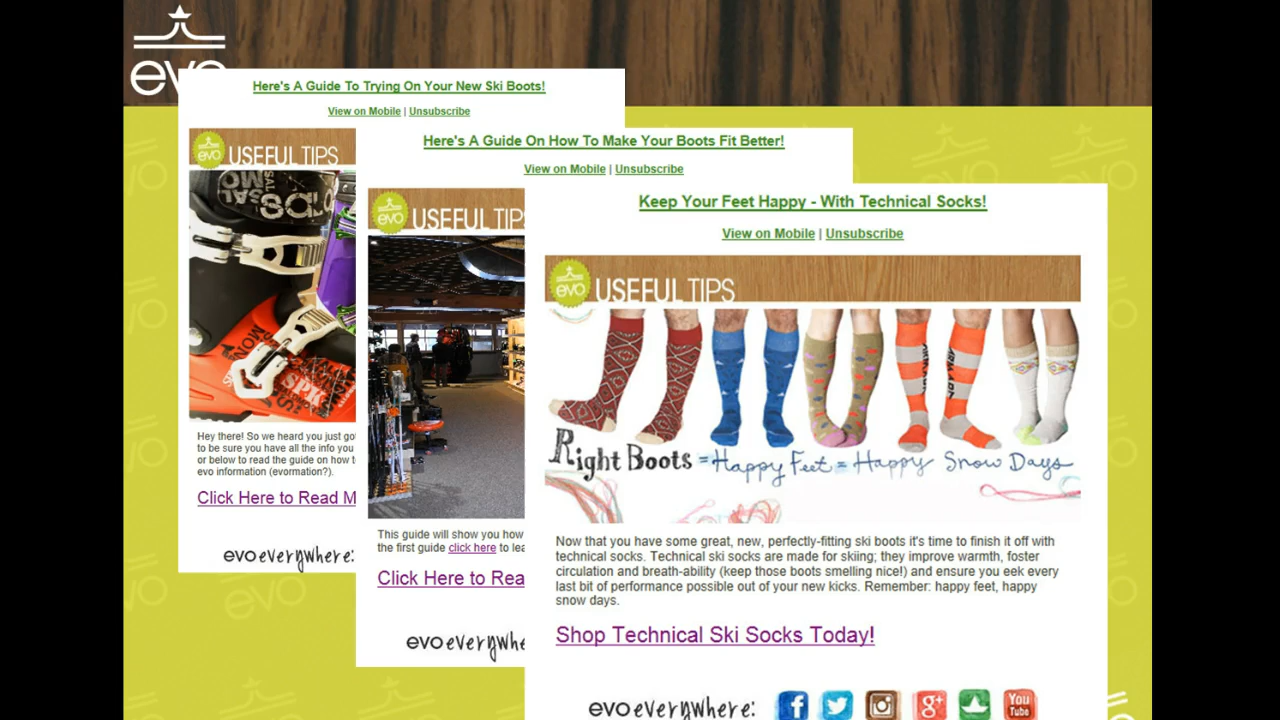 evo
Here's A Guide To Trying On Your New Ski Boots!
View on Mobile | Unsubscribe
evo USEFUL TIPS
Hey there! So we heard you just got
to be sure you have all the info you
or below to read the guide on how t
evo information (evormation?).
Click Here to Read M
evo everywhere:
Here's A Guide On How To Make Your Boots Fit Better!
View on Mobile | Unsubscribe
evo USEFUL TIPS
This guide will show you how
the first guide click here to lea
Click Here to Rea
evo everywhe
Keep Your Feet Happy - With Technical Socks!
View on Mobile | Unsubscribe
evo USEFUL TIPS
Right Boots = Happy Feet = Happy Snow Days
Now that you have some great, new, perfectly-fitting ski boots it's time to finish it off with
technical socks. Technical ski socks are made for skiing; they improve warmth, foster
circulation and breath-ability (keep those boots smelling nice!) and ensure you eek every
last bit of performance possible out of your new kicks. Remember: happy feet, happy
snow days.
Shop Technical Ski Socks Today!
evo everywhere:
You
Tube